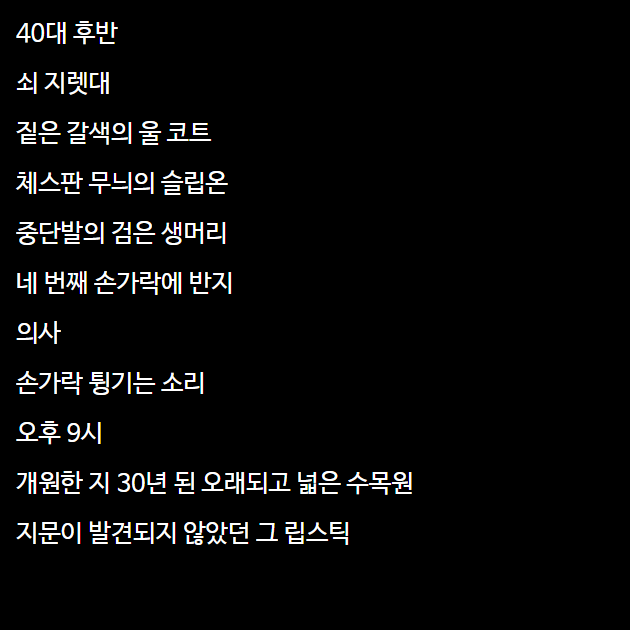 40대 후반
쇠 지렛대
짙은 갈색의 울 코트
체스판 무늬의 슬립온
중단발의 검은 생머리
네 번째 손가락에 반지
의사
손가락 튕기는 소리
오후 9시
개원한 지 30년 된 오래되고 넓은 수목원
지문이 발견되지 않았던 그 립스틱